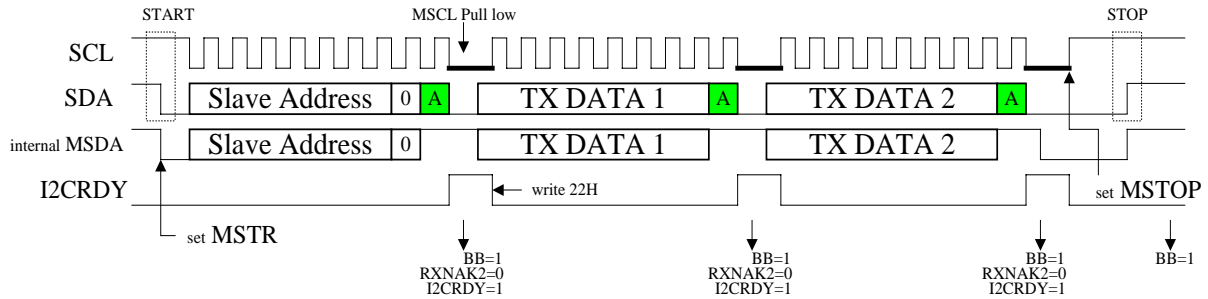 START
MSCL Pull low
STOP
SCL
SDA
Slave Address 0 A TX DATA 1 A TX DATA 2 A
internal MSDA
Slave Address 0 TX DATA 1 TX DATA 2
I2CRDY
write 22H
set MSTOP
set MSTR
BB=1
RXNAK2=0
I2CRDY=1
BB=1
RXNAK2=0
I2CRDY=1
BB=1
RXNAK2=0
I2CRDY=1
BB=1